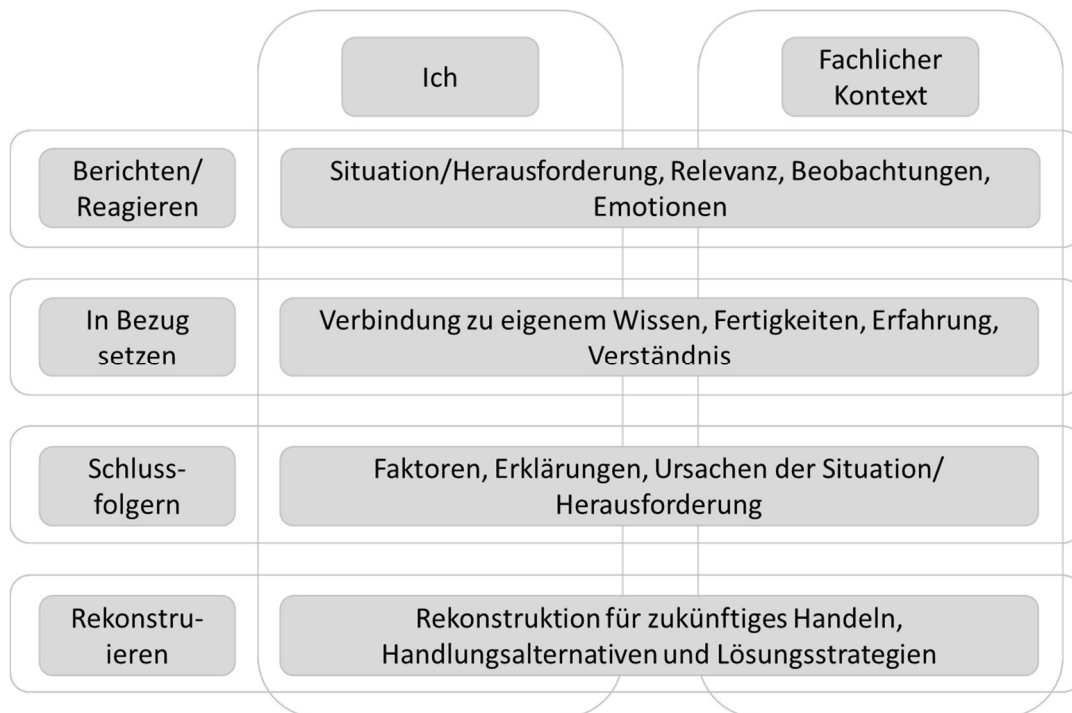 Ich
Fachlicher
Kontext
Berichten/
Reagieren
Situation/Herausforderung, Relevanz, Beobachtungen,
Emotionen
In Bezug
setzen
Verbindung zu eigenem Wissen, Fertigkeiten, Erfahrung,
Verständnis
Schluss-
folgern
Faktoren, Erklärungen, Ursachen der Situation/
Herausforderung
Rekonstru-
ieren
Rekonstruktion für zukünftiges Handeln,
Handlungsalternativen und Lösungsstrategien